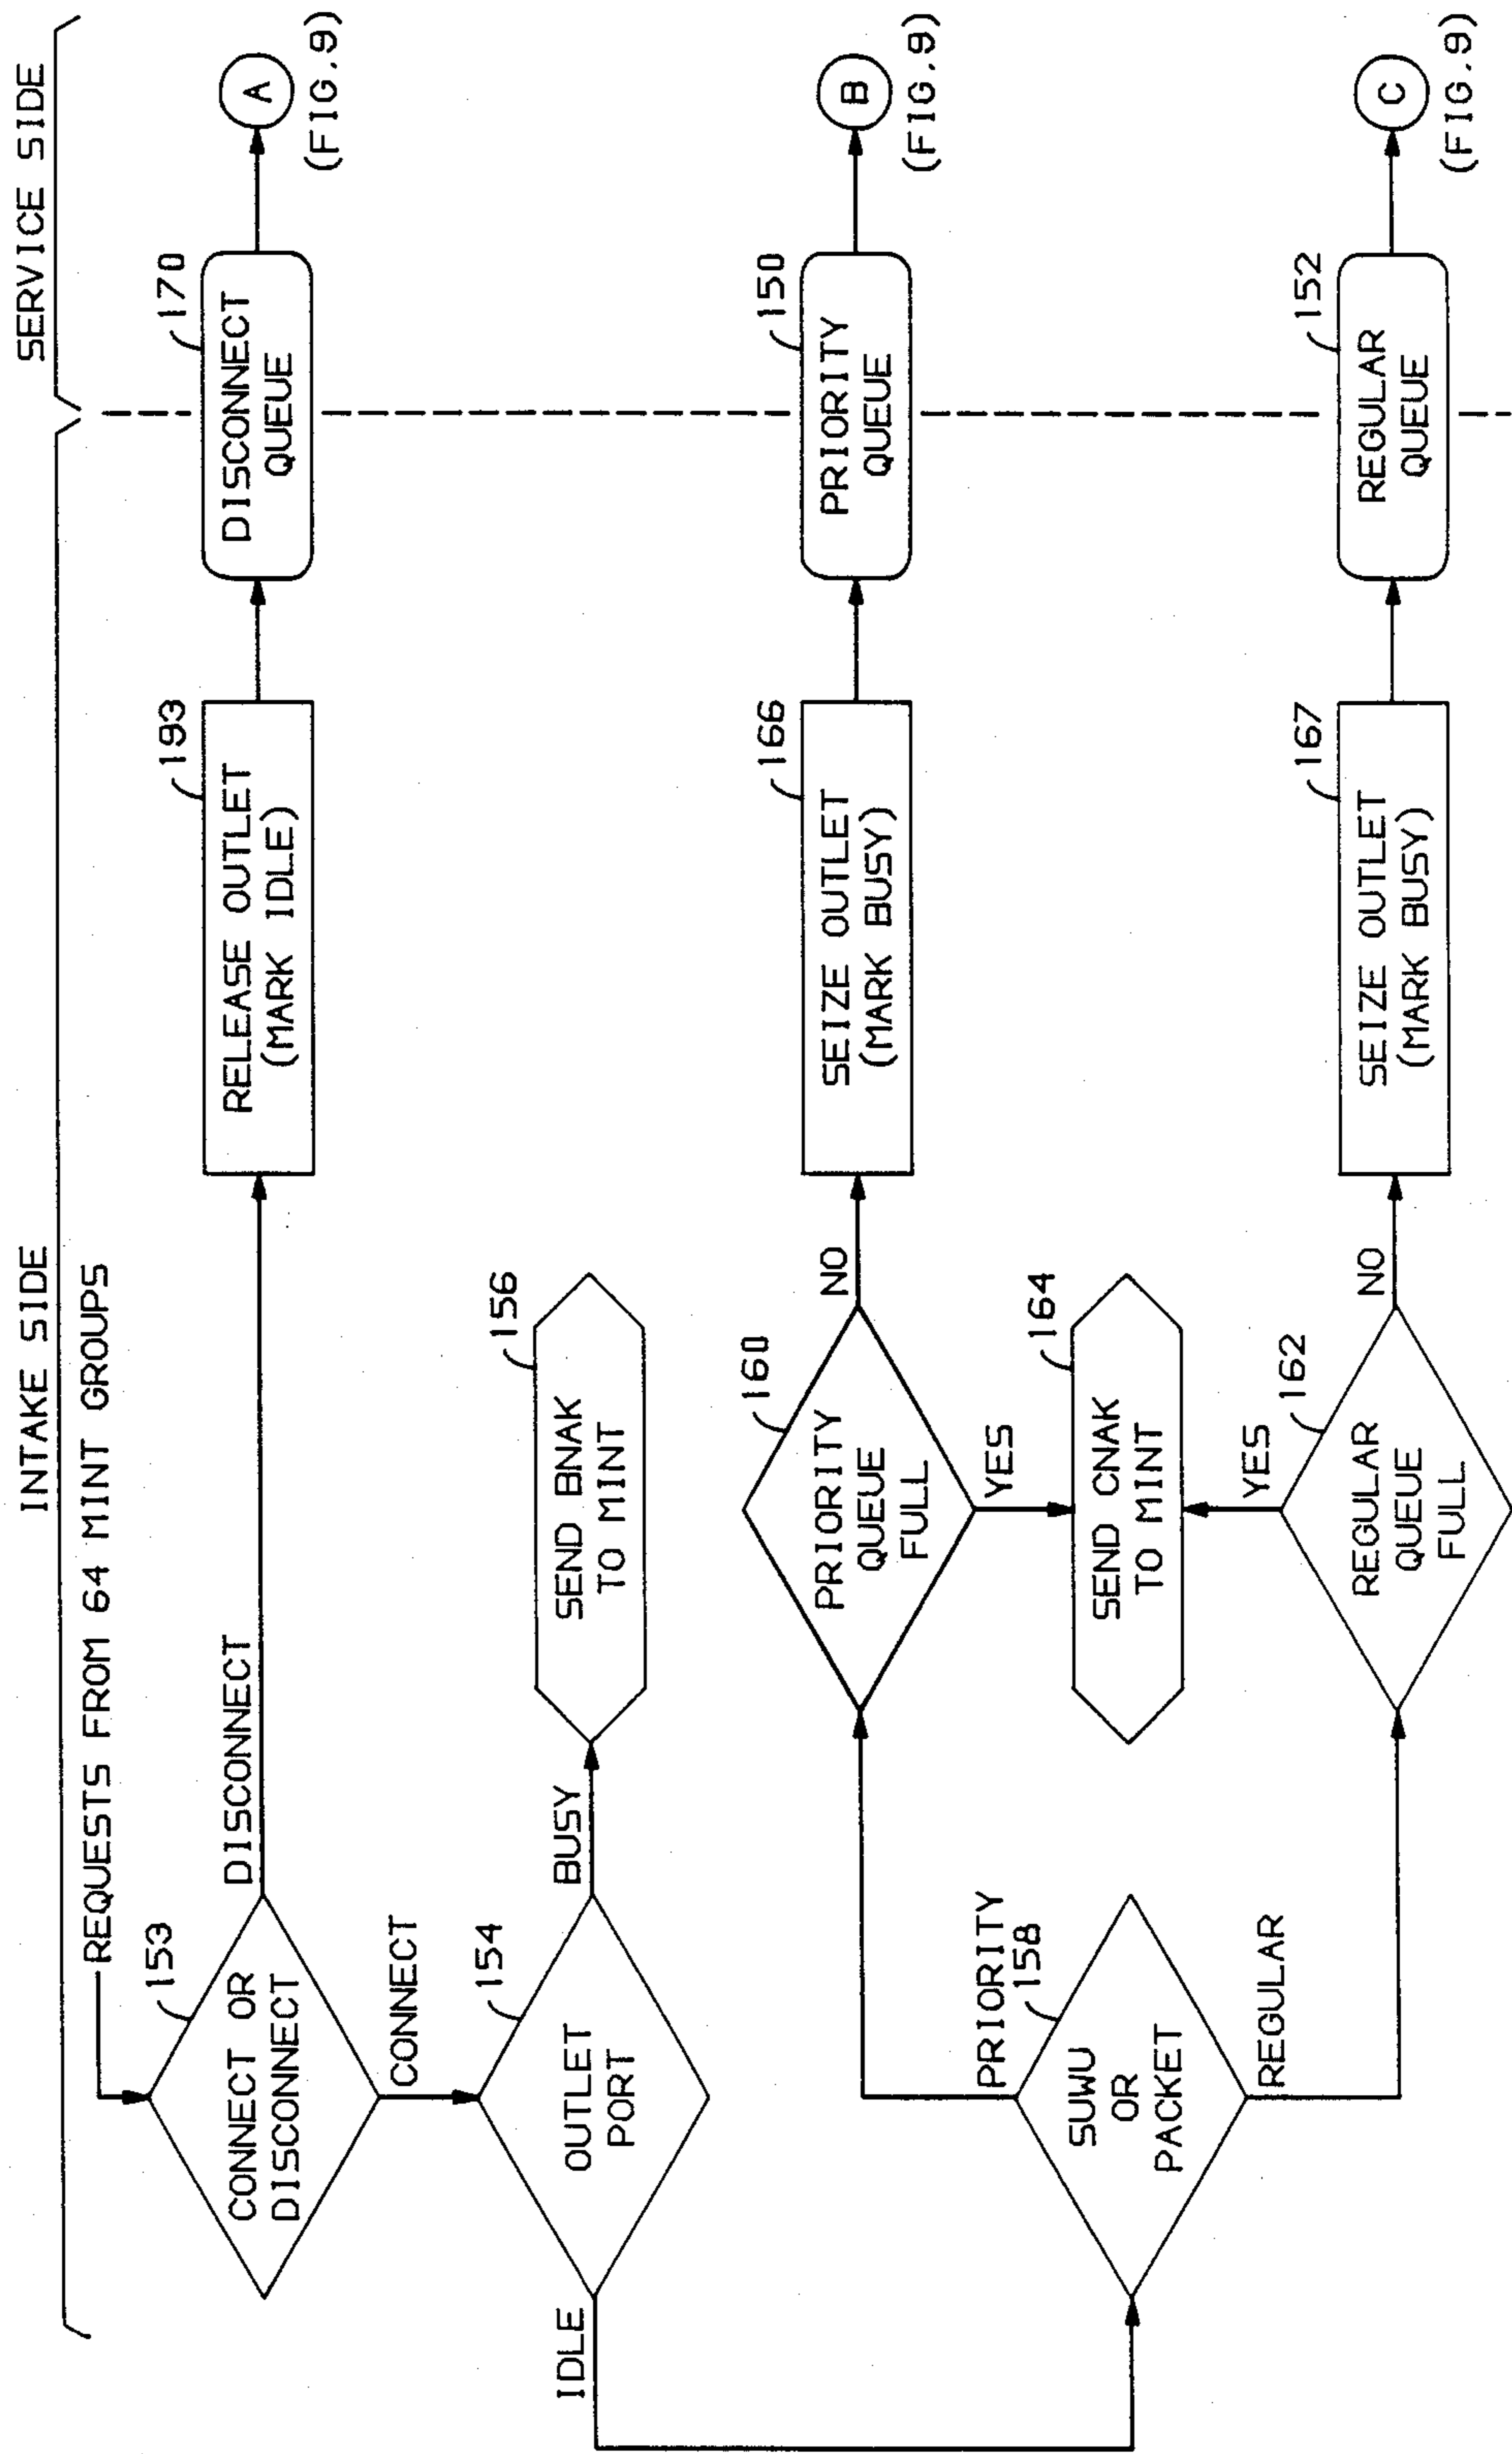 INTAKE SIDE
SERVICE SIDE
REQUESTS FROM 64 MINT GROUPS
153
CONNECT OR
DISCONNECT
DISCONNECT
193
RELEASE OUTLET
(MARK IDLE)
170
DISCONNECT
QUEUE
A
(FIG.9)
CONNECT
154
OUTLET
PORT
BUSY
156
SEND BNAK
TO MINT
IDLE
PRIORITY
158
SUWU
OR
PACKET
REGULAR
160
PRIORITY
QUEUE
FULL
NO
YES
166
SEIZE OUTLET
(MARK BUSY)
150
PRIORITY
QUEUE
B
(FIG.9)
164
SEND CNAK
TO MINT
YES
162
REGULAR
QUEUE
FULL
NO
167
SEIZE OUTLET
(MARK BUSY)
152
REGULAR
QUEUE
C
(FIG.9)